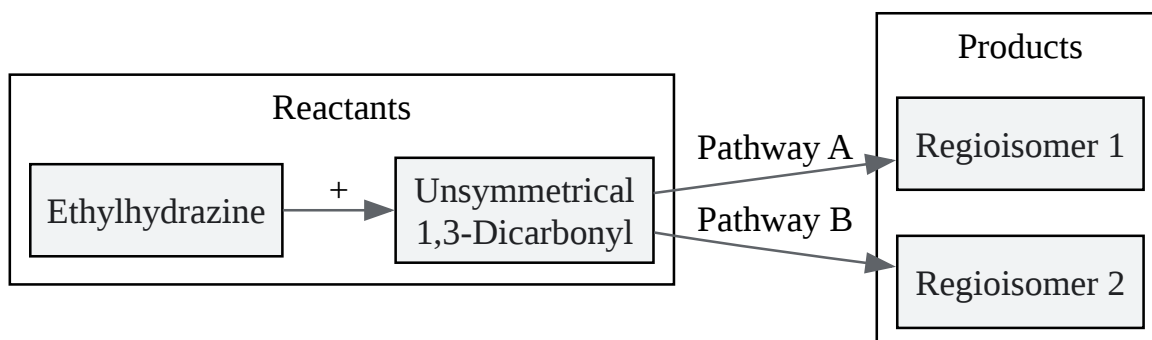 Reactants
Ethylhydrazine
+
Unsymmetrical
1,3-Dicarbonyl
Pathway A
Pathway B
Products
Regioisomer 1
Regioisomer 2